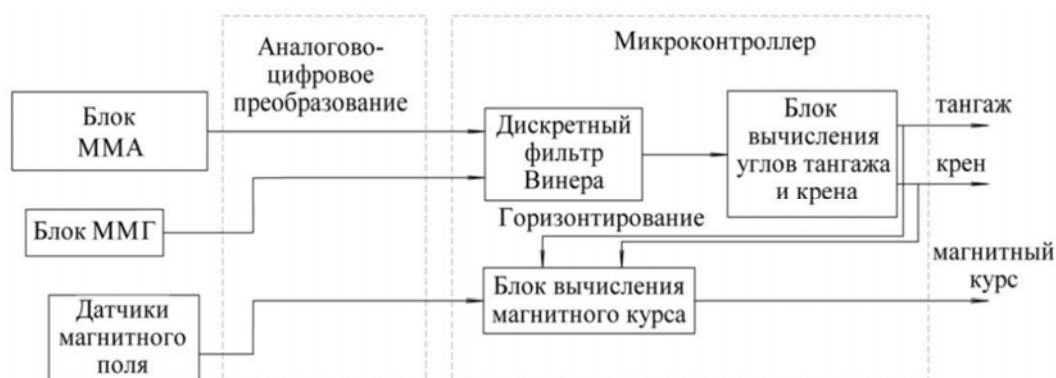 Аналогово-
цифровое
преобразование
Микроконтроллер
Блок
ММА
Дискретный
фильтр
Винера
Блок
вычисления
углов тангажа
и крена
тангаж
крен
Блок ММГ
Горизонтирование
Датчики
магнитного
поля
Блок вычисления
магнитного курса
магнитный
курс